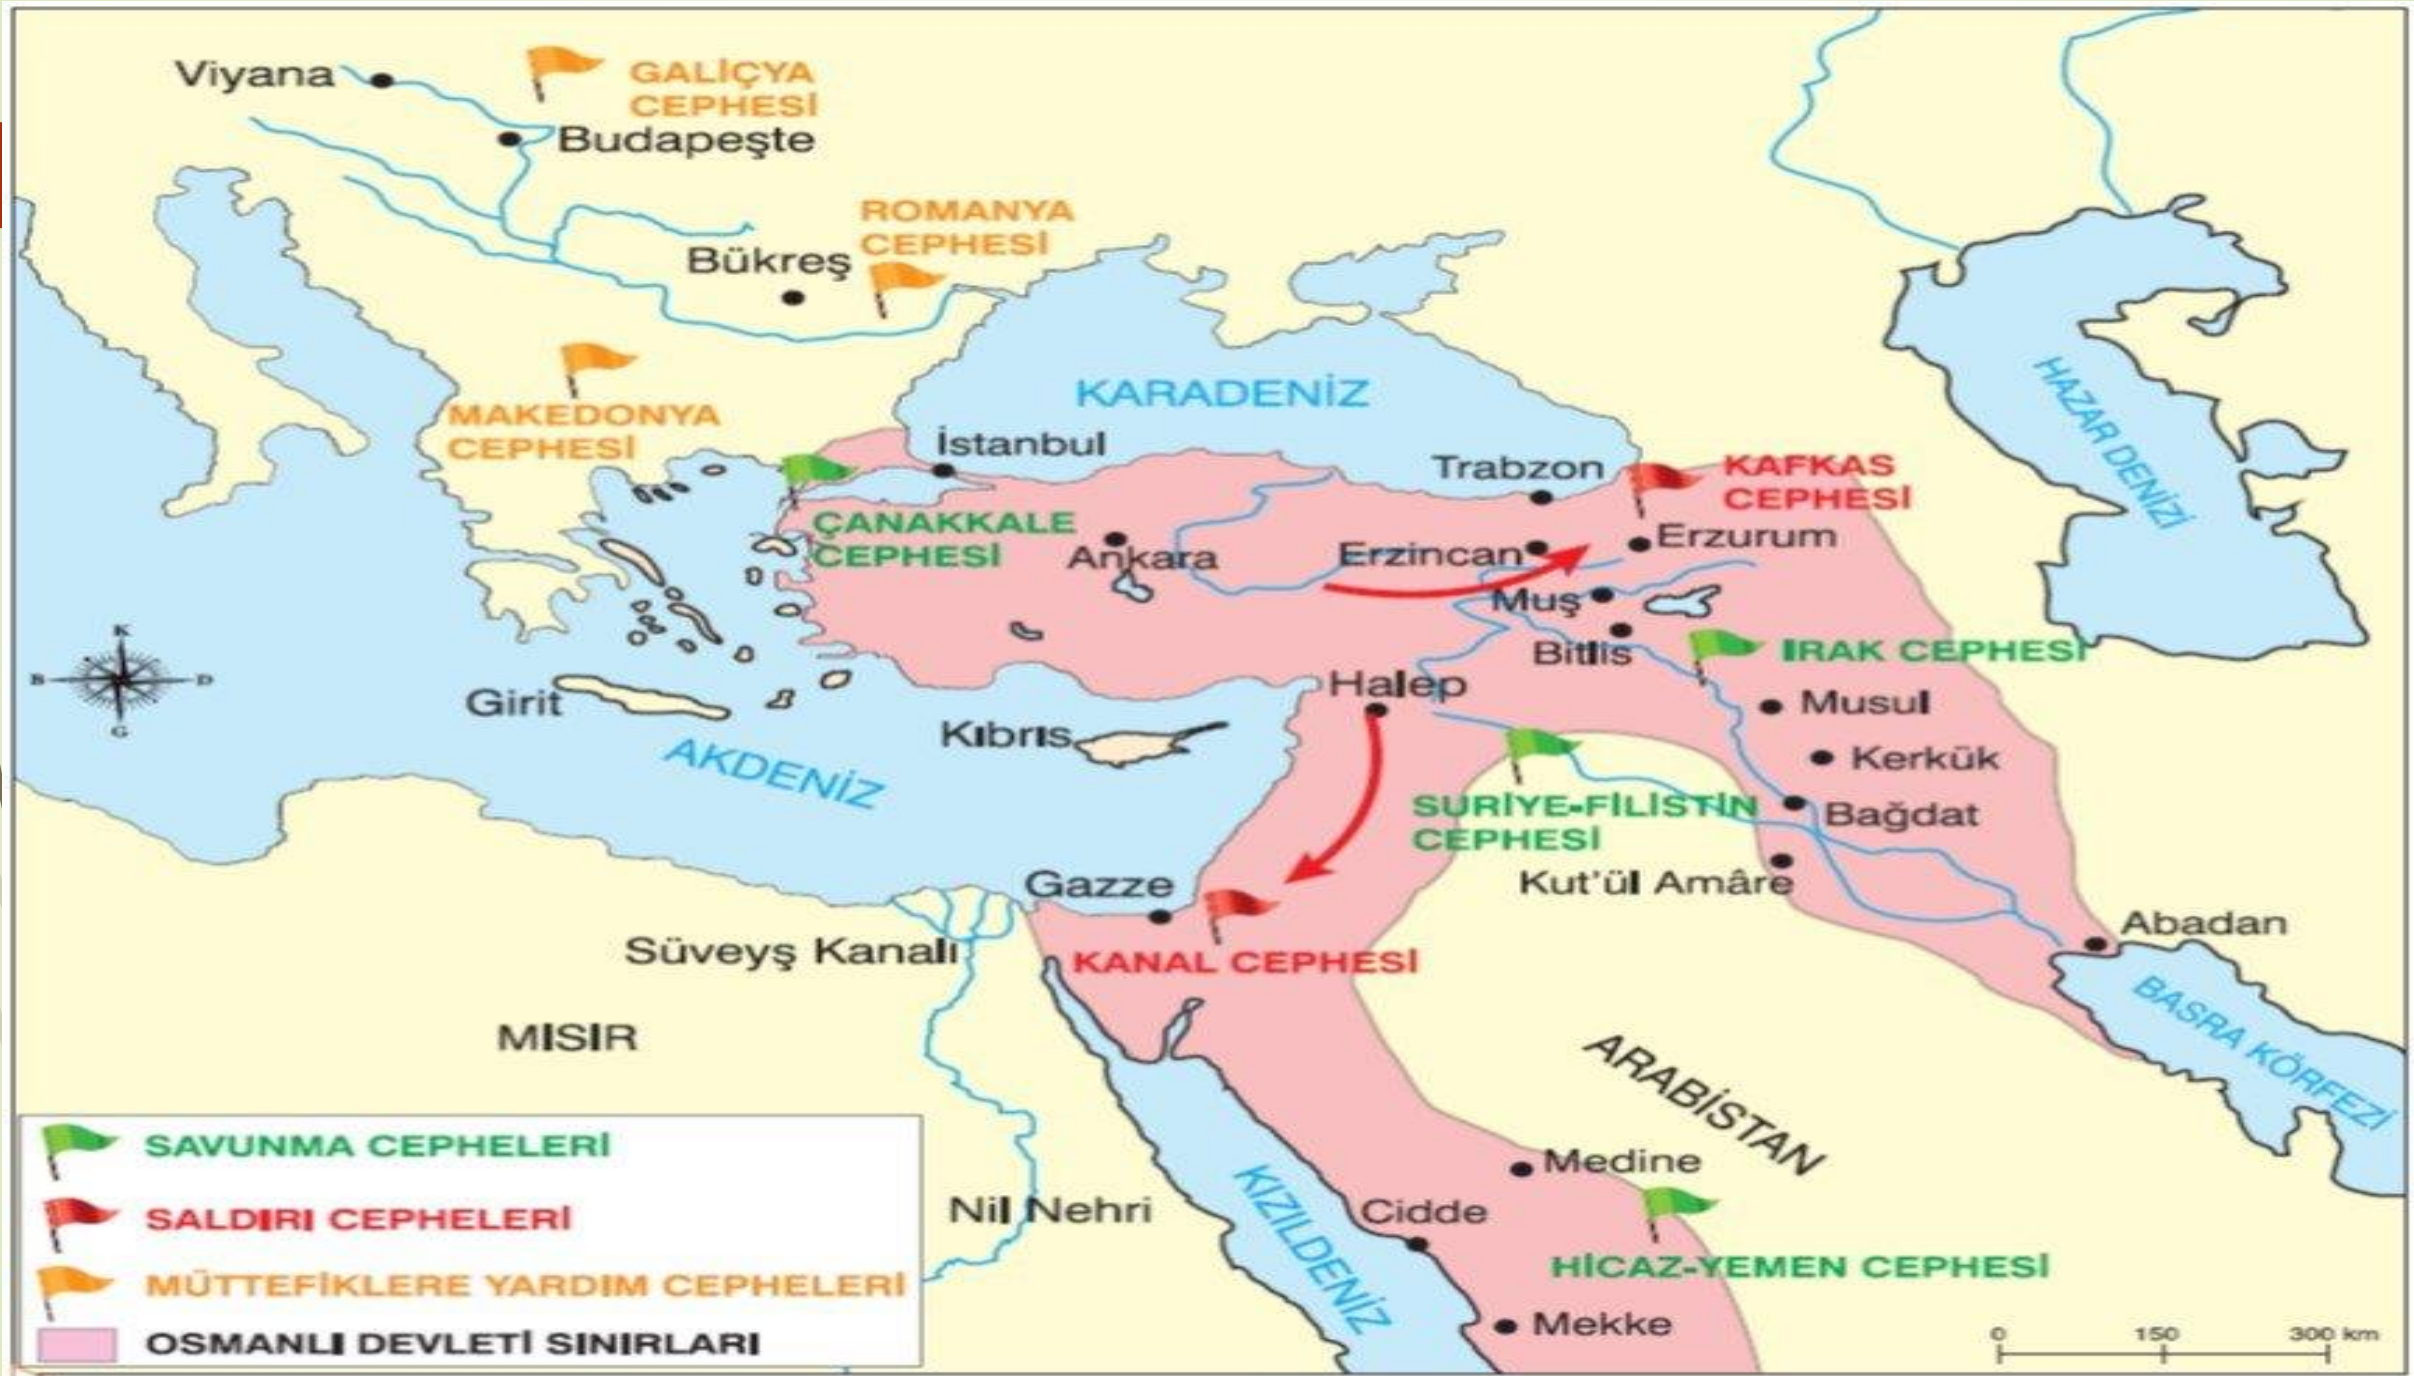 Viyana
GALİÇYA
CEPHESİ
Budapeşte
ROMANYA
CEPHESİ
Bükreş
MAKEDONYA
CEPHESİ
KARADENİZ
HAZAR DENİZİ
İstanbul
Trabzon
KAFKAS
CEPHESİ
ÇANAKKALE
CEPHESİ
Ankara
Erzincan
Erzurum
Muş
Bitlis
IRAK CEPHESİ
K
B
D
G
Girit
Halep
Musul
Kıbrıs
AKDENİZ
Kerkük
SURİYE-FİLİSTİN
CEPHESİ
Bağdat
Gazze
Kut'ül Amâre
Abadan
Süveyş Kanalı
KANAL CEPHESİ
BASRA KÖRFEZİ
MISIR
ARABİSTAN
Medine
Nil Nehri
KIZILDENİZ
Cidde
HİCAZ-YEMEN CEPHESİ
Mekke
SAVUNMA CEPHELERİ
SALDIRI CEPHELERİ
MÜTTEFİKLERE YARDIM CEPHELERİ
OSMANLI DEVLETİ SINIRLARI
0 150 300 km